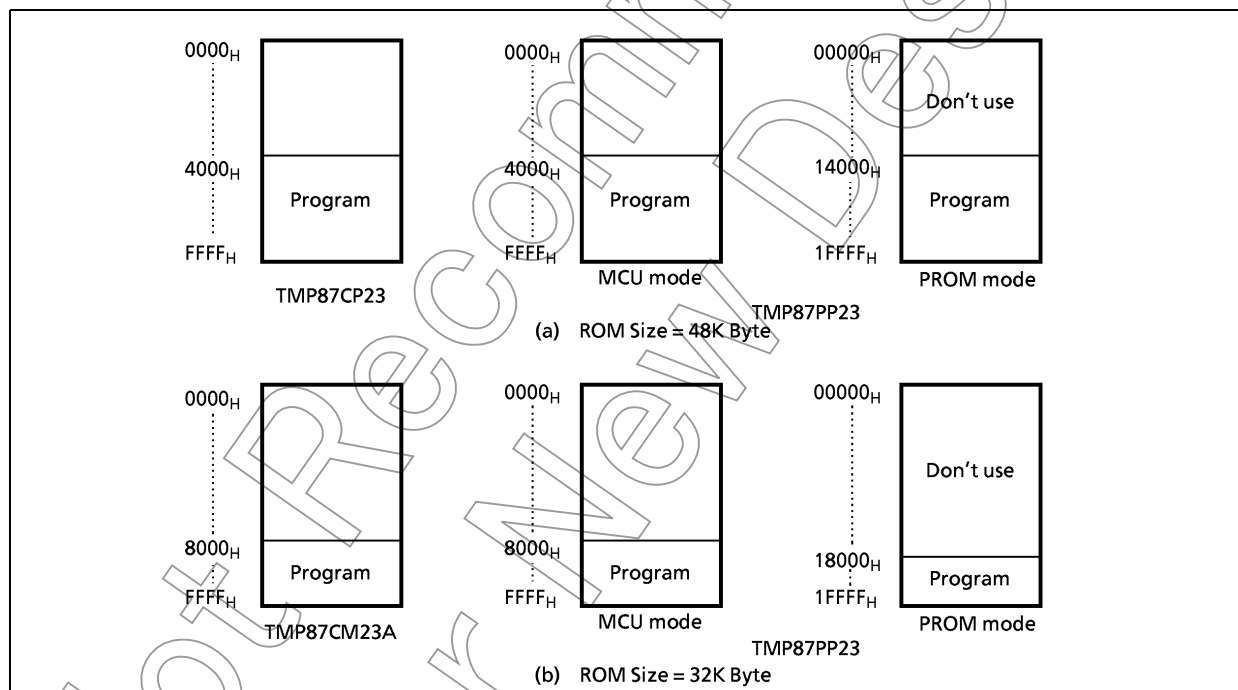 0000H
4000H
Program
FFFFH
TMP87CP23
0000H
4000H
Program
FFFFH
MCU mode
00000H
Don't use
14000H
Program
1FFFFH
PROM mode
TMP87PP23
(a) ROM Size = 48K Byte
0000H
8000H
Program
FFFFH
TMP87CM23A
0000H
8000H
Program
FFFFH
MCU mode
00000H
Don't use
18000H
Program
1FFFFH
PROM mode
TMP87PP23
(b) ROM Size = 32K Byte